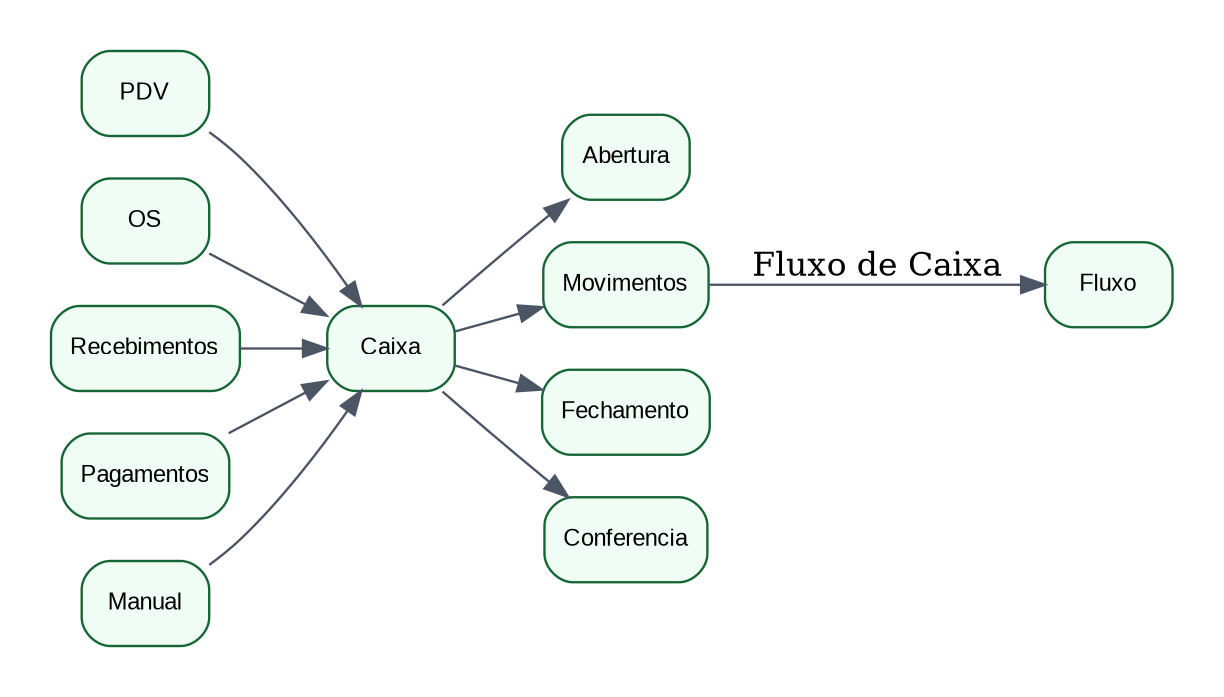 PDV
OS
Recebimentos
Pagamentos
Manual
Caixa
Abertura
Movimentos
Fechamento
Conferencia
Fluxo de Caixa
Fluxo